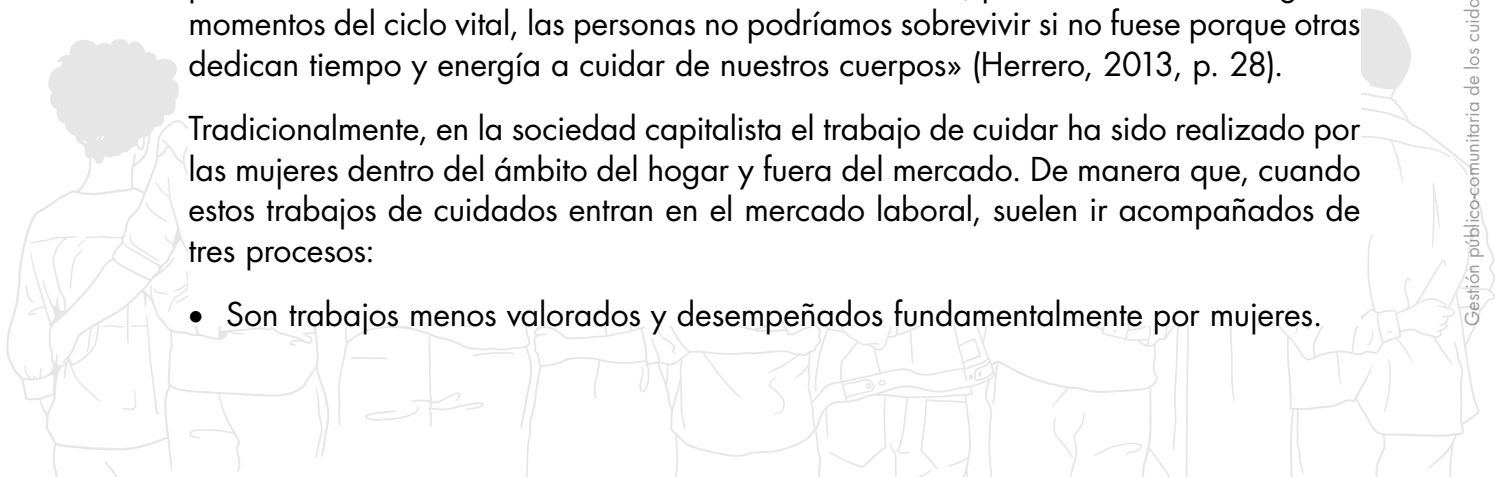 momentos del ciclo vital, las personas no podríamos sobrevivir si no fuese porque otras
dedican tiempo y energía a cuidar de nuestros cuerpos» (Herrero, 2013, p. 28).
Tradicionalmente, en la sociedad capitalista el trabajo de cuidar ha sido realizado por
las mujeres dentro del ámbito del hogar y fuera del mercado. De manera que, cuando
estos trabajos de cuidados entran en el mercado laboral, suelen ir acompañados de
tres procesos:
• Son trabajos menos valorados y desempeñados fundamentalmente por mujeres.
Gestión público-comunitaria de los cuida